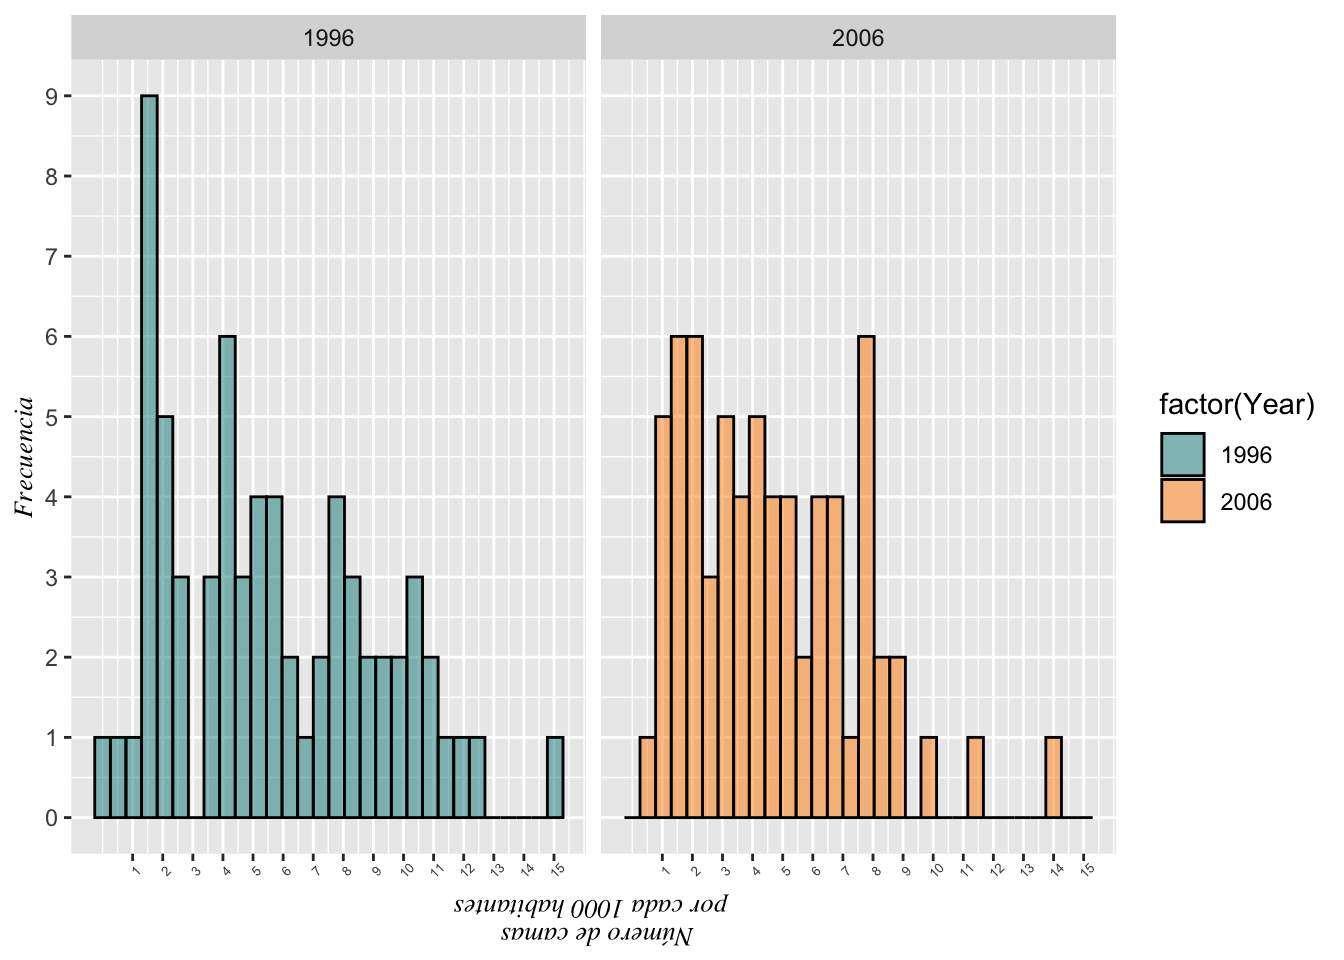 1996
2006
9
8
7
6
5
4
3
2
1
0
Frecuencia
1 2 3 4 5 6 7 8 9 10 11 12 13 14 15
1 2 3 4 5 6 7 8 9 10 11 12 13 14 15
Número de camas
por cada 1000 habitantes
factor(Year)
1996
2006